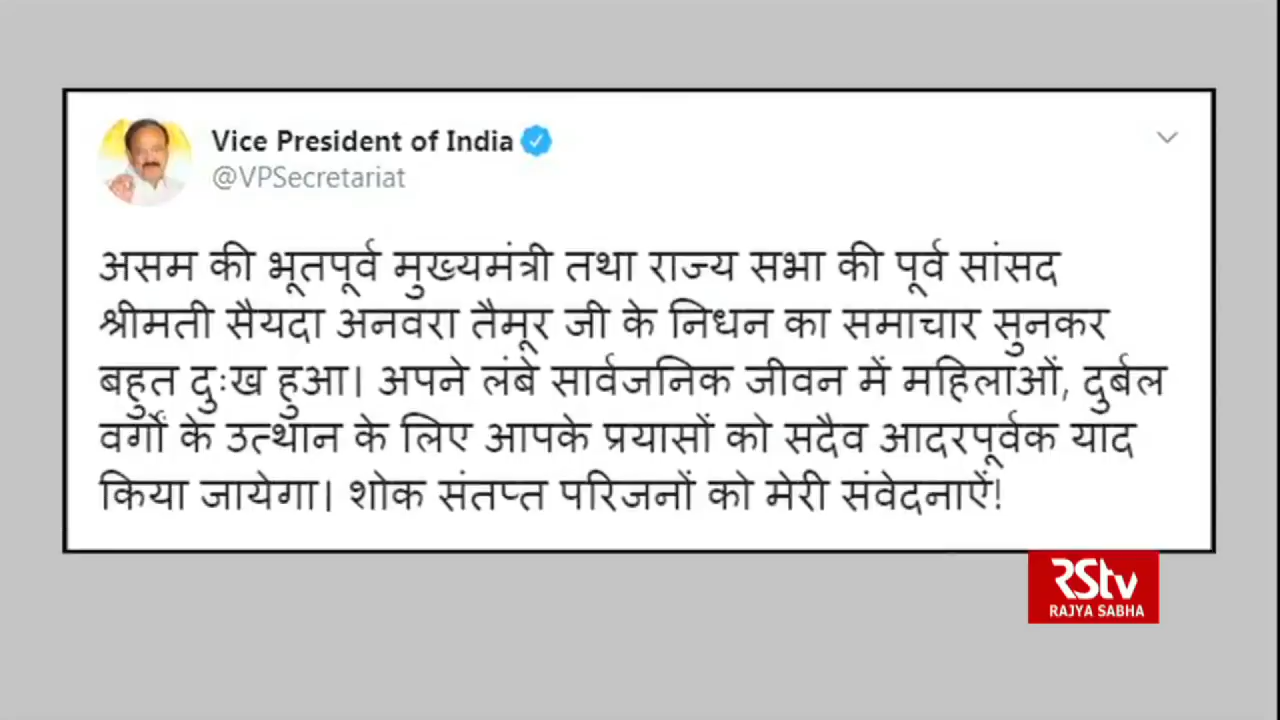 Vice President of India
@VPSecretariat
असम की भूतपूर्व मुख्यमंत्री तथा राज्य सभा की पूर्व सांसद
श्रीमती सैयदा अनवरा तैमूर जी के निधन का समाचार सुनकर
बहुत दुःख हुआ। अपने लंबे सार्वजनिक जीवन में महिलाओं, दुर्बल
वर्गों के उत्थान के लिए आपके प्रयासों को सदैव आदरपूर्वक याद
किया जायेगा। शोक संतप्त परिजनों को मेरी संवेदनाऐं!
RStv
RAJYA SABHA